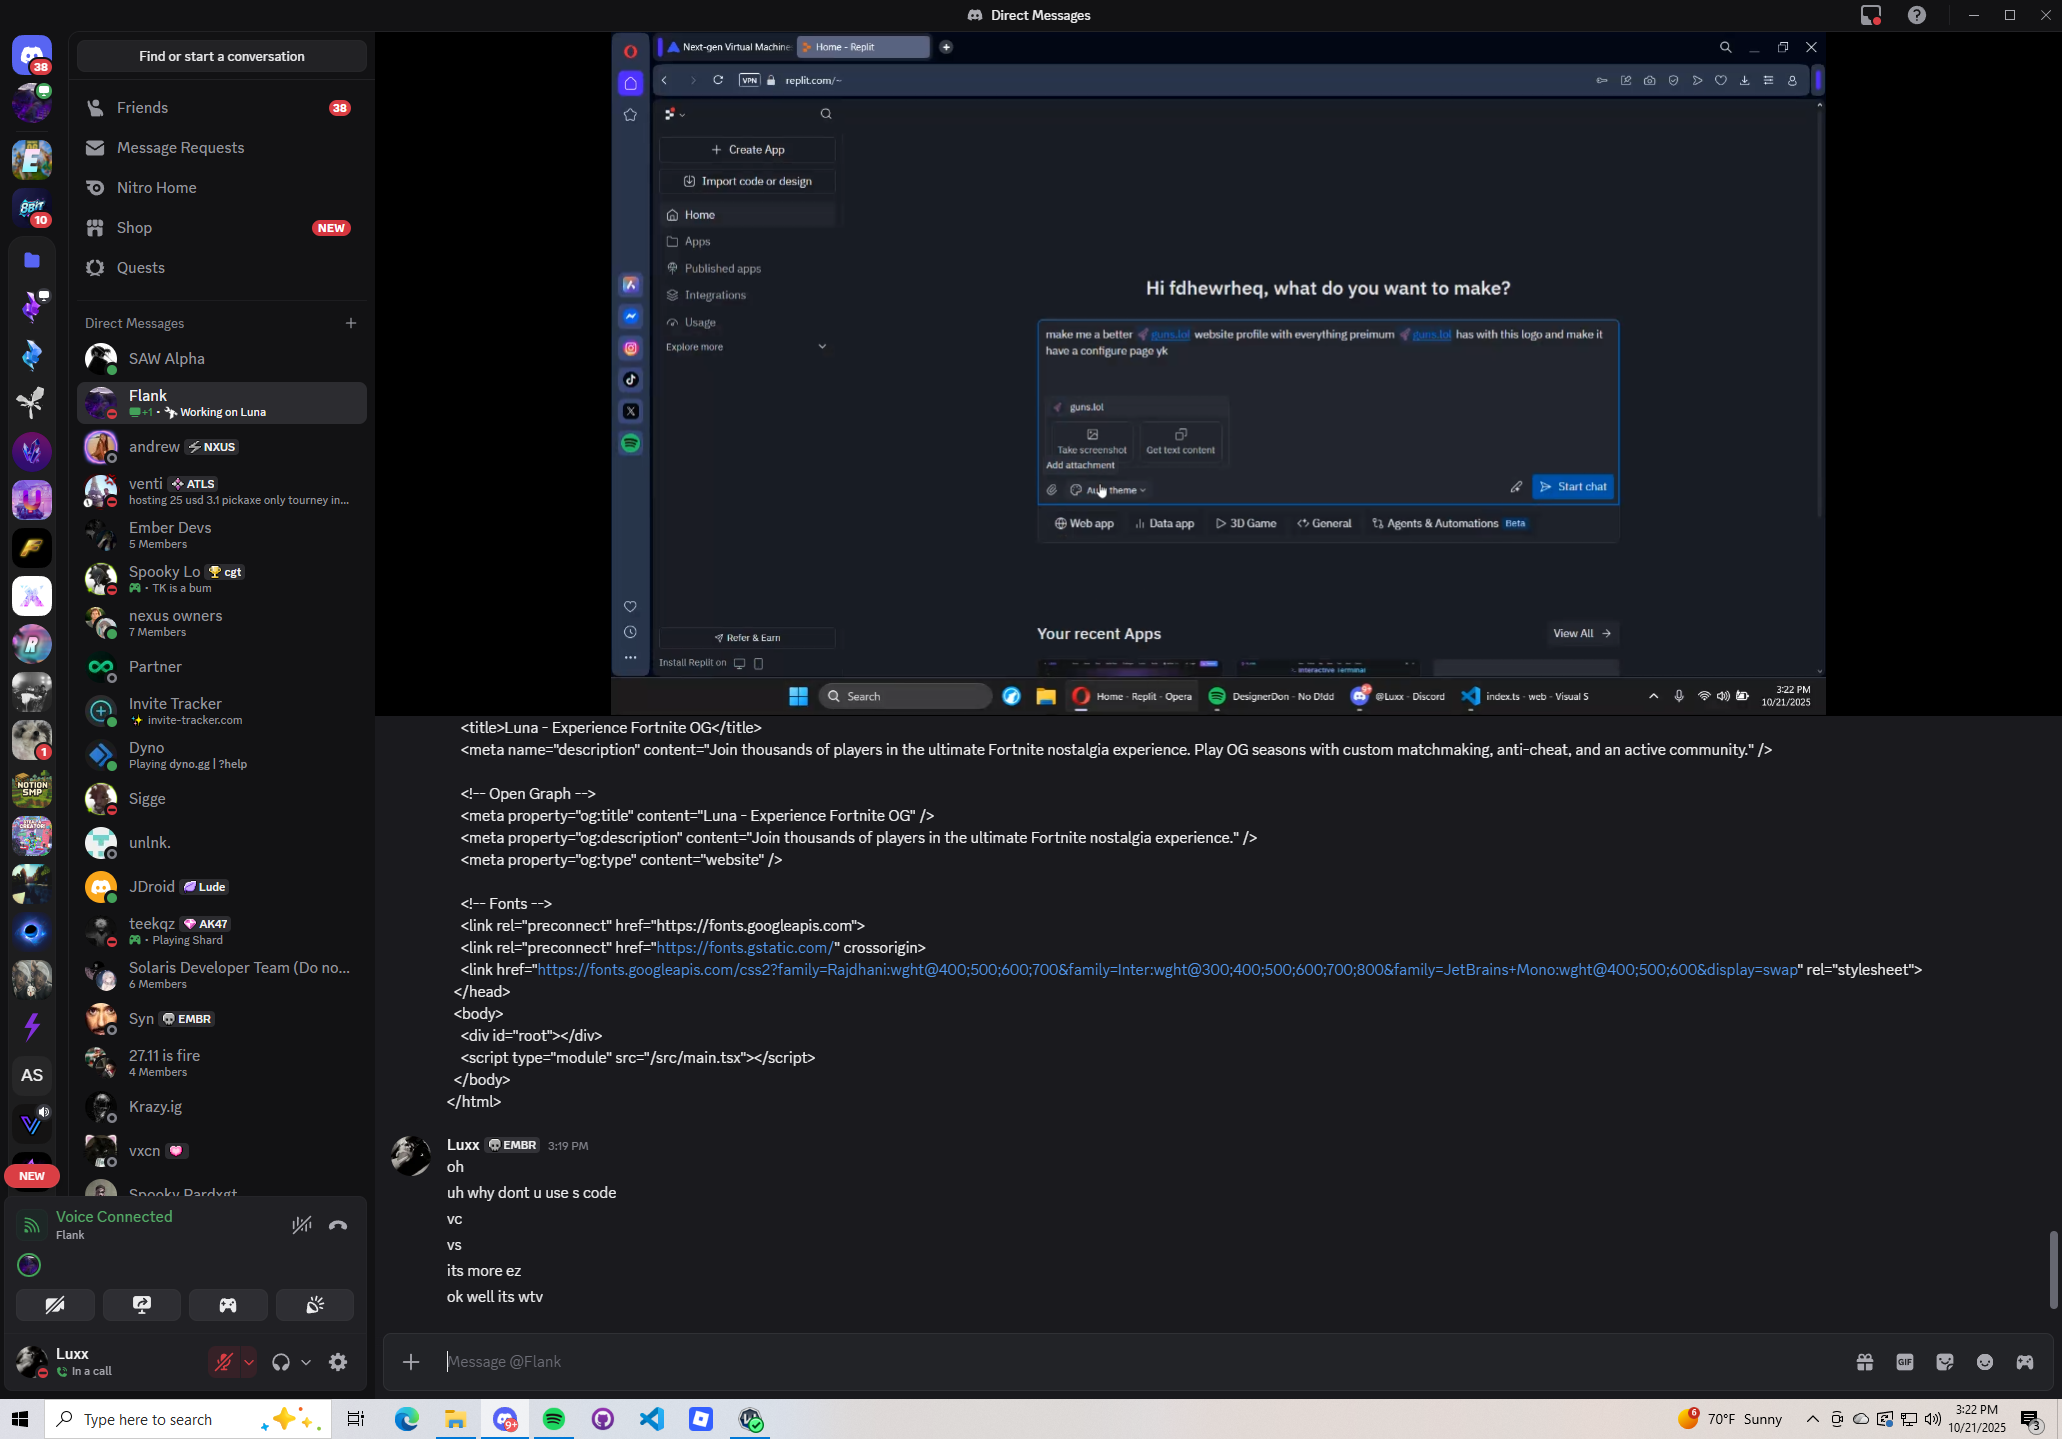 Direct Messages
Find or start a conversation
38
Friends
38
Message Requests
Nitro Home
Shop
NEW
Quests
8BIT
10
Direct Messages
SAW Alpha
Flank
+1 · Working on Luna
andrew NXUS
venti ATLS
hosting 25 usd 3.1 pickaxe only tourney in...
Ember Devs
5 Members
Spooky Lo cgt
· TK is a bum
nexus owners
7 Members
Partner
Invite Tracker
invite-tracker.com
Dyno
Playing dyno.gg | ?help
1
NOTION SMP
Sigge
unlnk.
JDroid Lude
teekqz AK47
· Playing Shard
Solaris Developer Team (Do no...
6 Members
Syn EMBR
27.11 is fire
4 Members
AS
Krazy.ig
vxcn
NEW
Spooky Pardxgt
Voice Connected
Flank
Luxx
In a call
Next-gen Virtual Machine
Home - Replit
VPN
replit.com/~
Create App
Import code or design
Home
Apps
Published apps
Integrations
Usage
Explore more
Refer & Earn
Install Replit on
Hi fdhewrheq, what do you want to make?
make me a better guns.lol website profile with everything preimum guns.lol has with this logo and make it
have a configure page yk
guns.lol
Take screenshot
Get text content
Add attachment
Auto theme
Start chat
Web app
Data app
3D Game
General
Agents & Automations Beta
Your recent Apps
View All
Interactive Terminal
Search
Home - Replit - Opera
DesignerDon - No D!dd
@Luxx - Discord
index.ts - web - Visual S
3:22 PM
10/21/2025
<title>Luna - Experience Fortnite OG</title>
<meta name="description" content="Join thousands of players in the ultimate Fortnite nostalgia experience. Play OG seasons with custom matchmaking, anti-cheat, and an active community." />
<!-- Open Graph -->
<meta property="og:title" content="Luna - Experience Fortnite OG" />
<meta property="og:description" content="Join thousands of players in the ultimate Fortnite nostalgia experience." />
<meta property="og:type" content="website" />
<!-- Fonts -->
<link rel="preconnect" href="https://fonts.googleapis.com">
<link rel="preconnect" href="https://fonts.gstatic.com/" crossorigin>
<link href="https://fonts.googleapis.com/css2?family=Rajdhani:wght@400;500;600;700&family=Inter:wght@300;400;500;600;700;800&family=JetBrains+Mono:wght@400;500;600&display=swap" rel="stylesheet">
</head>
<body>
<div id="root"></div>
<script type="module" src="/src/main.tsx"></script>
</body>
</html>
Luxx EMBR 3:19 PM
oh
uh why dont u use s code
vc
vs
its more ez
ok well its wtv
Message @Flank
GIF
Type here to search
9+
6
70°F Sunny
3:22 PM
10/21/2025
3